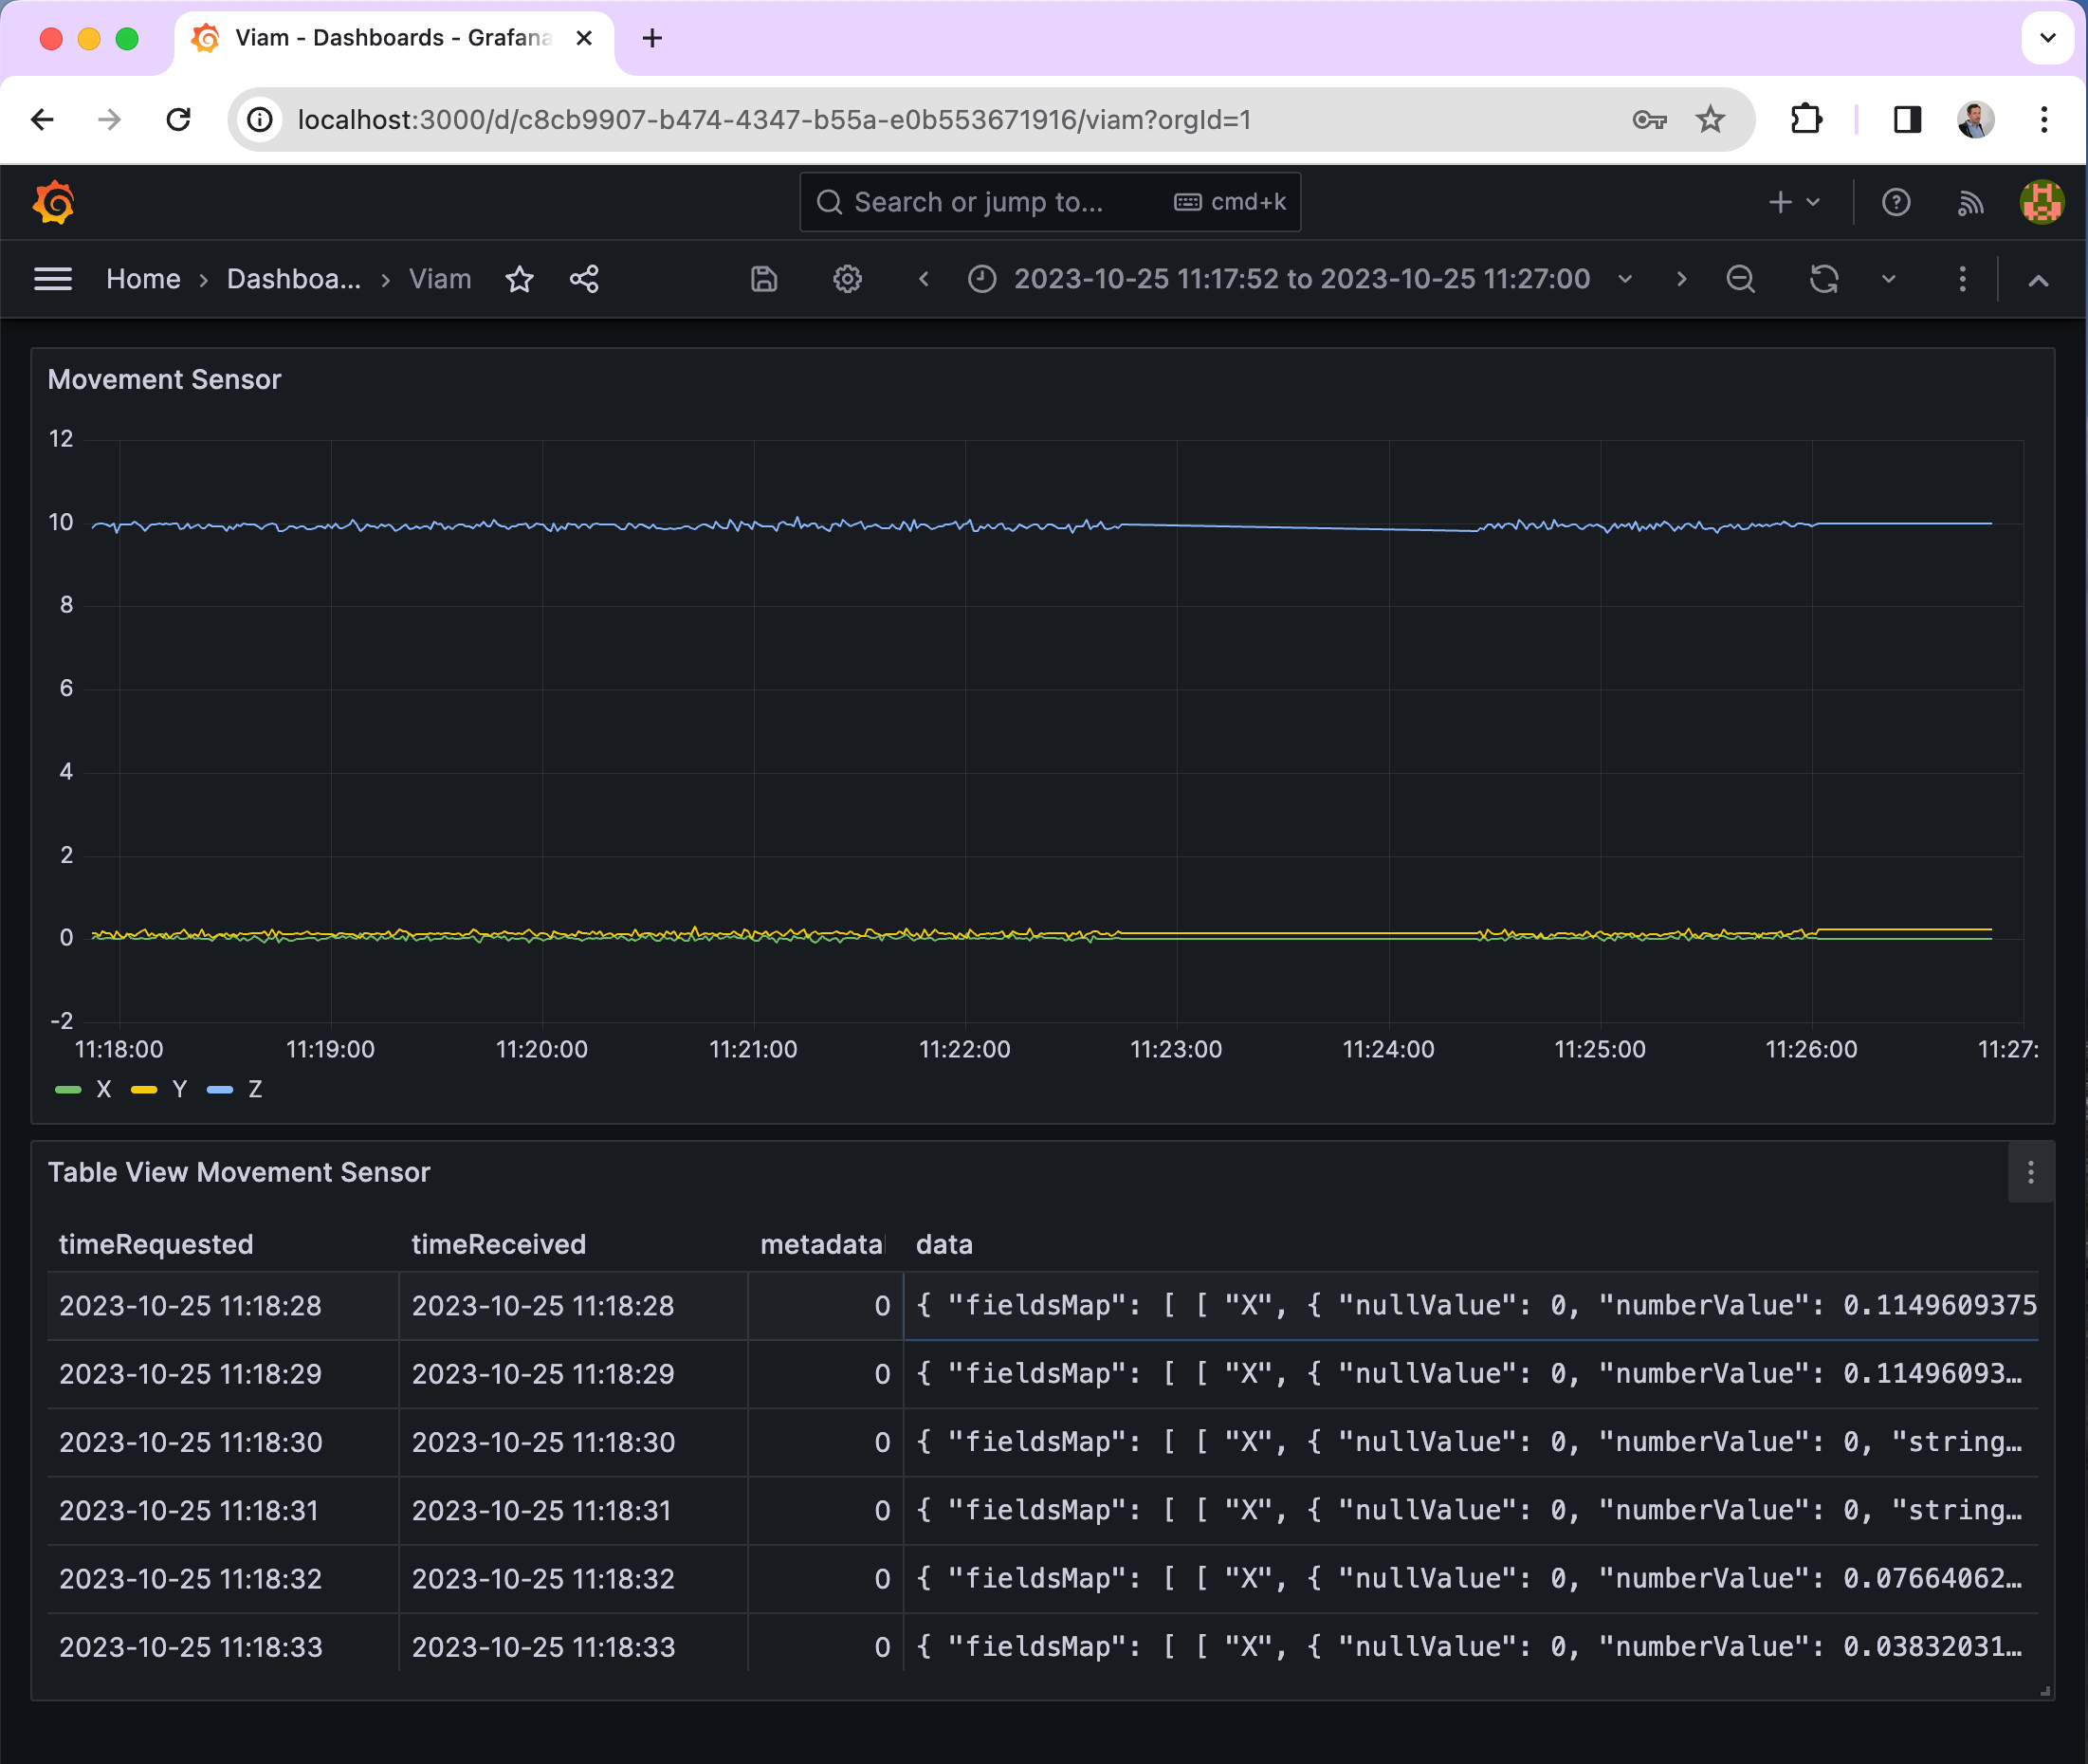 Viam - Dashboards - Grafana
localhost:3000/d/c8cb9907-b474-4347-b55a-e0b553671916/viam?orgId=1
Search or jump to... cmd+k
Home › Dashboa... › Viam 2023-10-25 11:17:52 to 2023-10-25 11:27:00
Movement Sensor
12
10
8
6
4
2
0
-2
11:18:00 11:19:00 11:20:00 11:21:00 11:22:00 11:23:00 11:24:00 11:25:00 11:26:00 11:27:
X Y Z
Table View Movement Sensor
timeRequested timeReceived metadata data
2023-10-25 11:18:28 2023-10-25 11:18:28 0 { "fieldsMap": [ [ "X", { "nullValue": 0, "numberValue": 0.1149609375
2023-10-25 11:18:29 2023-10-25 11:18:29 0 { "fieldsMap": [ [ "X", { "nullValue": 0, "numberValue": 0.11496093…
2023-10-25 11:18:30 2023-10-25 11:18:30 0 { "fieldsMap": [ [ "X", { "nullValue": 0, "numberValue": 0, "string…
2023-10-25 11:18:31 2023-10-25 11:18:31 0 { "fieldsMap": [ [ "X", { "nullValue": 0, "numberValue": 0, "string…
2023-10-25 11:18:32 2023-10-25 11:18:32 0 { "fieldsMap": [ [ "X", { "nullValue": 0, "numberValue": 0.07664062…
2023-10-25 11:18:33 2023-10-25 11:18:33 0 { "fieldsMap": [ [ "X", { "nullValue": 0, "numberValue": 0.03832031…